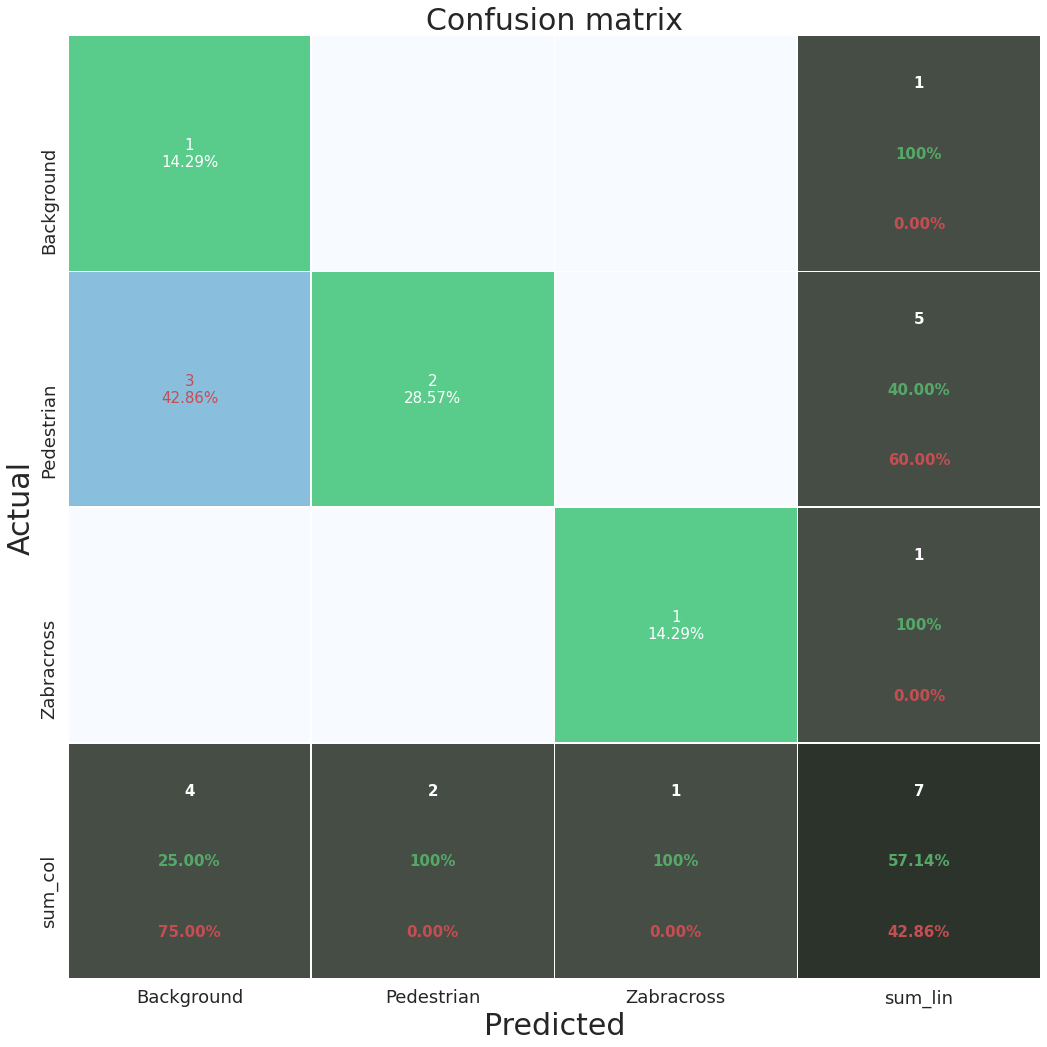 Confusion matrix
Actual
Background
1
14.29%
1
100%
0.00%
Pedestrian
3
42.86%
2
28.57%
5
40.00%
60.00%
Zabracross
1
14.29%
1
100%
0.00%
sum_col
4
25.00%
75.00%
2
100%
0.00%
1
100%
0.00%
7
57.14%
42.86%
Background
Pedestrian
Zabracross
sum_lin
Predicted